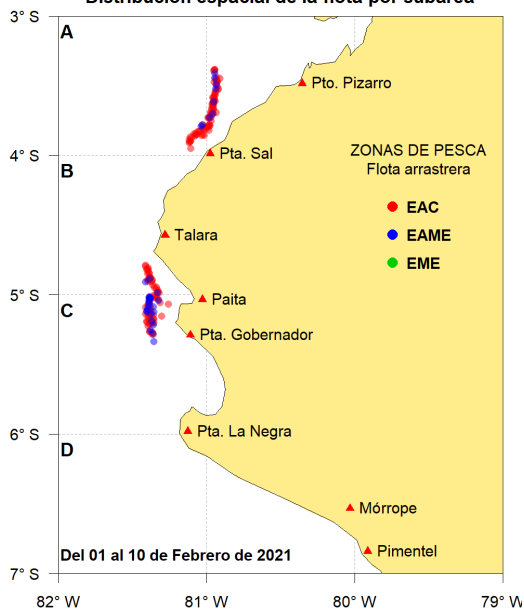 Distribución espacial de la flota por subárea
3° S
A
Pto. Pizarro
ZONAS DE PESCA
Flota arrastrera
4° S
Pta. Sal
B
EAC
Talara
EAME
EME
5° S
Paita
C
Pta. Gobernador
6° S
Pta. La Negra
D
Mórrope
Del 01 al 10 de Febrero de 2021
Pimentel
7° S
82° W 81° W 80° W 79° W